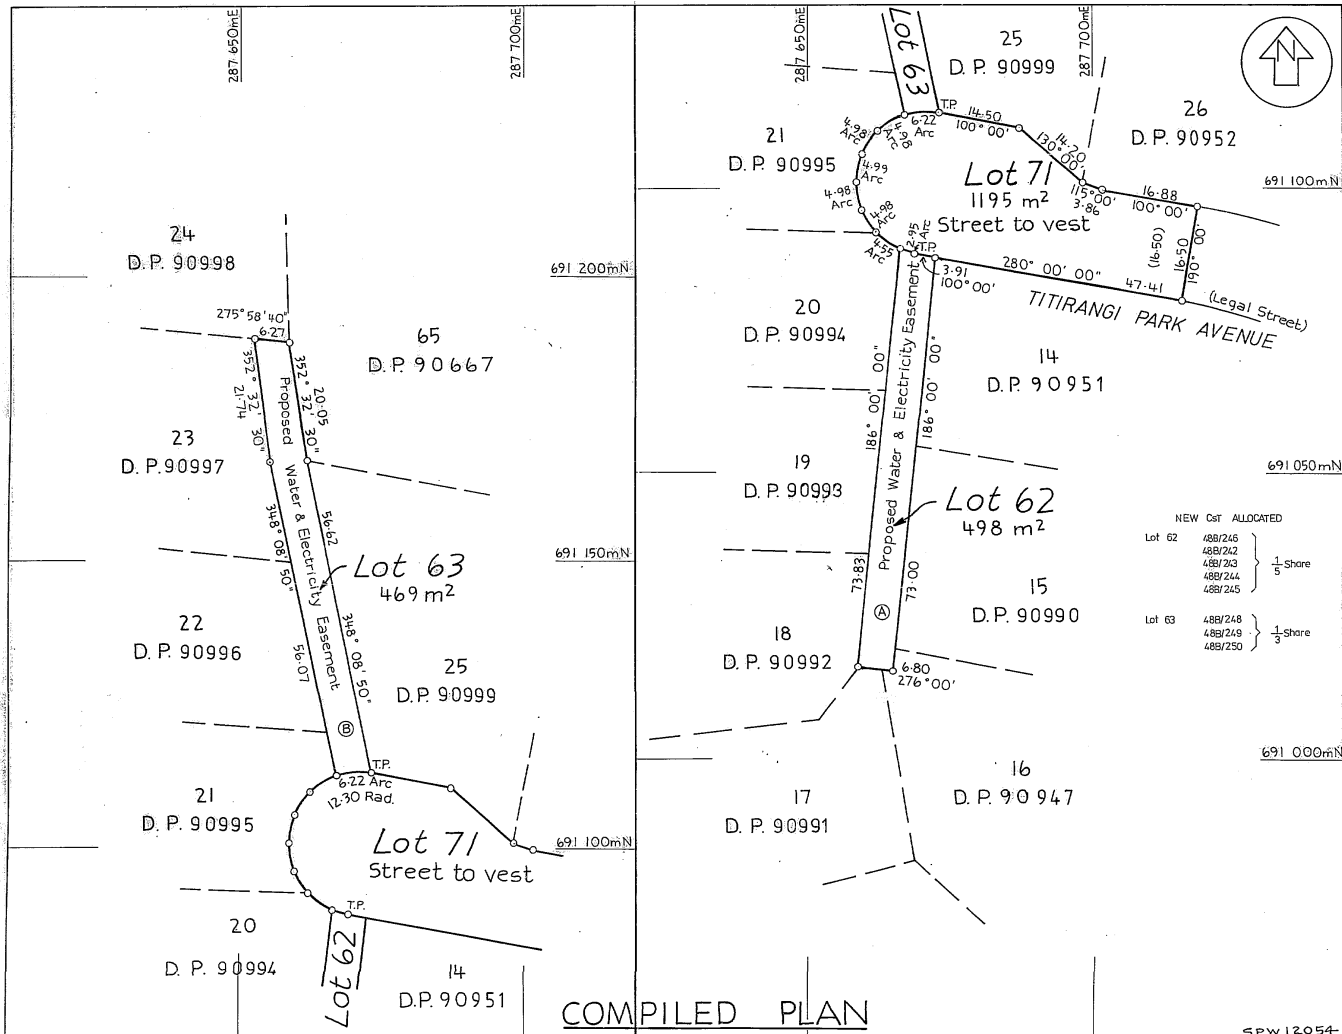 287 650mE
287 700mE
24
D.P. 90998
691 200mN
275° 58' 40"
6·27
65
D.P. 90667
352° 32' 30"
21·74
352° 32' 30"
20·05
23
D.P. 90997
Proposed Water & Electricity Easement
56·62
348° 08' 50"
691 150mN
Lot 63
469 m²
348° 08' 50"
56·07
22
D.P. 90996
25
D.P. 90999
B
T.P.
6·22 Arc
12·30 Rad.
21
D.P. 90995
Lot 71
Street to vest
691 100mN
T.P.
20
D.P. 90994
Lot 62
14
D.P. 90951
287 650mE
287 700mE
Lot 63
25
D.P. 90999
N
26
D.P. 90952
T.P.
6·22
Arc
14·50
100° 00'
14·20
130° 00'
4·98
Arc
4·98
Arc
21
D.P. 90995
4·99
Arc
4·98
Arc
4·98
Arc
4·55
Arc
2·95
Arc
T.P.
Lot 71
1195 m²
Street to vest
115° 00'
3·86
16·88
100° 00'
691 100mN
(16·50)
16·50
190° 00'
3·91
100° 00'
280° 00' 00"
47·41
(Legal Street)
TITIRANGI PARK AVENUE
20
D.P. 90994
14
D.P. 90951
186° 00' 00"
Proposed Water & Electricity Easement
186° 00' 00"
19
D.P. 90993
691 050mN
Lot 62
498 m²
73·83
73·00
NEW CsT ALLOCATED
Lot 62 48B/246
48B/242
48B/243 1/5 Share
48B/244
48B/245
Lot 63 48B/248
48B/249 1/3 Share
48B/250
15
D.P. 90990
A
18
D.P. 90992
6·80
276° 00'
691 000mN
16
D.P. 90947
17
D.P. 90991
COMPILED PLAN
SPW 12054